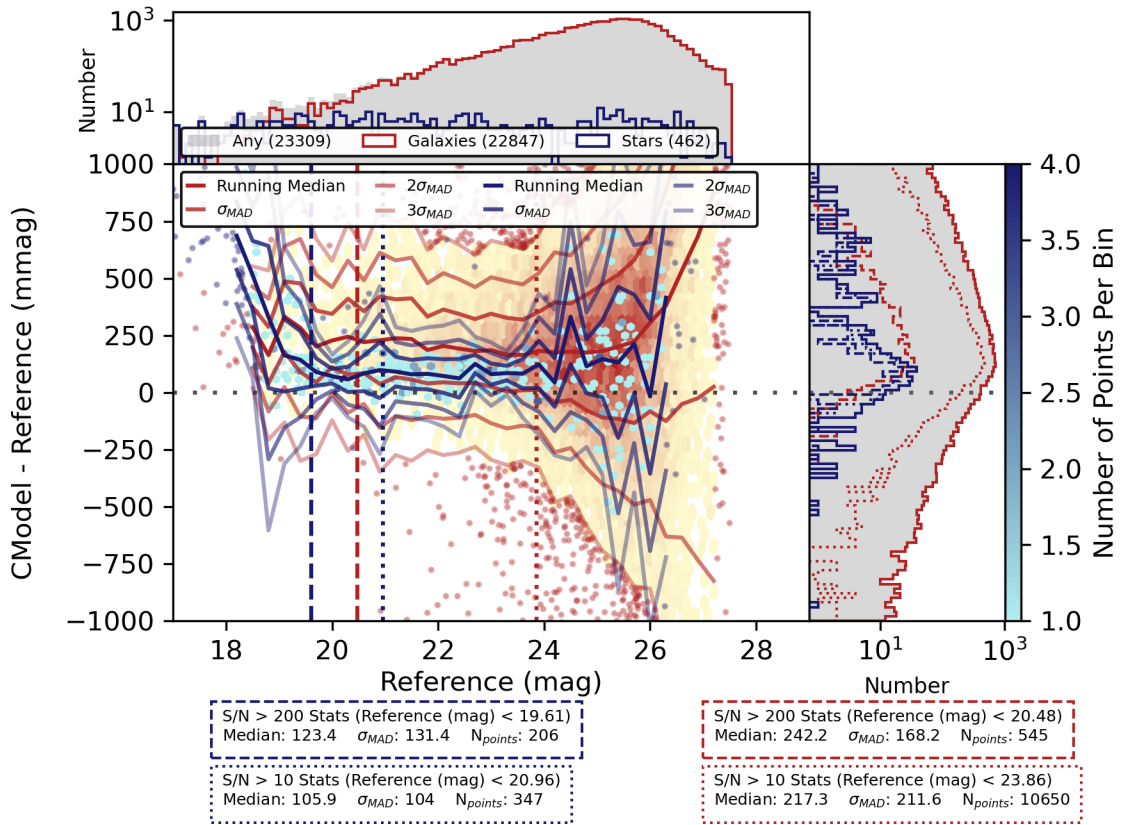 10³
10¹
Number
Any (23309) Galaxies (22847) Stars (462)
1000
750
500
250
0
−250
−500
−750
−1000
CModel - Reference (mmag)
Running Median 2σMAD Running Median 2σMAD
σMAD 3σMAD σMAD 3σMAD
18 20 22 24 26 28
Reference (mag)
10¹ 10³
Number
4.0
3.5
3.0
2.5
2.0
1.5
1.0
Number of Points Per Bin
S/N > 200 Stats (Reference (mag) < 19.61)
Median: 123.4 σMAD: 131.4 Npoints: 206
S/N > 10 Stats (Reference (mag) < 20.96)
Median: 105.9 σMAD: 104 Npoints: 347
S/N > 200 Stats (Reference (mag) < 20.48)
Median: 242.2 σMAD: 168.2 Npoints: 545
S/N > 10 Stats (Reference (mag) < 23.86)
Median: 217.3 σMAD: 211.6 Npoints: 10650